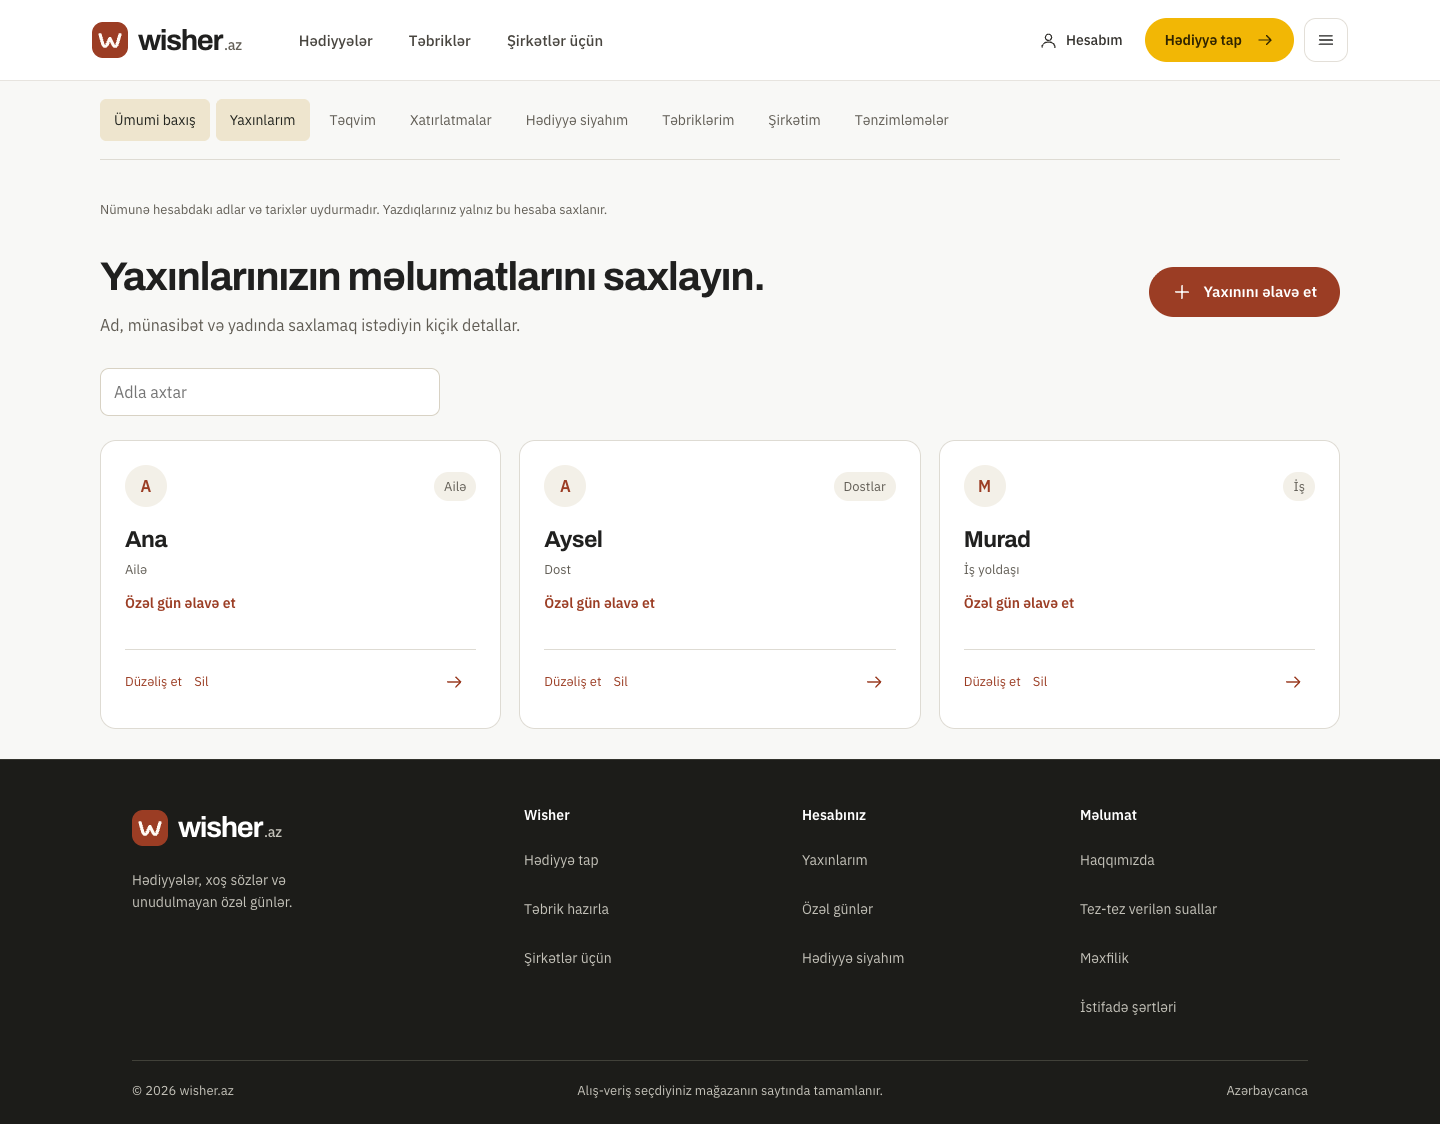 wisher.az
Hədiyyələr
Təbriklər
Şirkətlər üçün
Hesabım
Hədiyyə tap
Ümumi baxış
Yaxınlarım
Təqvim
Xatırlatmalar
Hədiyyə siyahım
Təbriklərim
Şirkətim
Tənzimləmələr
Nümunə hesabdakı adlar və tarixlər uydurmadır. Yazdıqlarınız yalnız bu hesaba saxlanır.
Yaxınlarınızın məlumatlarını saxlayın.
Ad, münasibət və yadında saxlamaq istədiyin kiçik detallar.
Yaxınını əlavə et
Adla axtar
A
Ailə
Ana
Ailə
Özəl gün əlavə et
Düzəliş et
Sil
A
Dostlar
Aysel
Dost
Özəl gün əlavə et
Düzəliş et
Sil
M
İş
Murad
İş yoldaşı
Özəl gün əlavə et
Düzəliş et
Sil
wisher.az
Hədiyyələr, xoş sözlər və
unudulmayan özəl günlər.
Wisher
Hədiyyə tap
Təbrik hazırla
Şirkətlər üçün
Hesabınız
Yaxınlarım
Özəl günlər
Hədiyyə siyahım
Məlumat
Haqqımızda
Tez-tez verilən suallar
Məxfilik
İstifadə şərtləri
© 2026 wisher.az
Alış-veriş seçdiyiniz mağazanın saytında tamamlanır.
Azərbaycanca